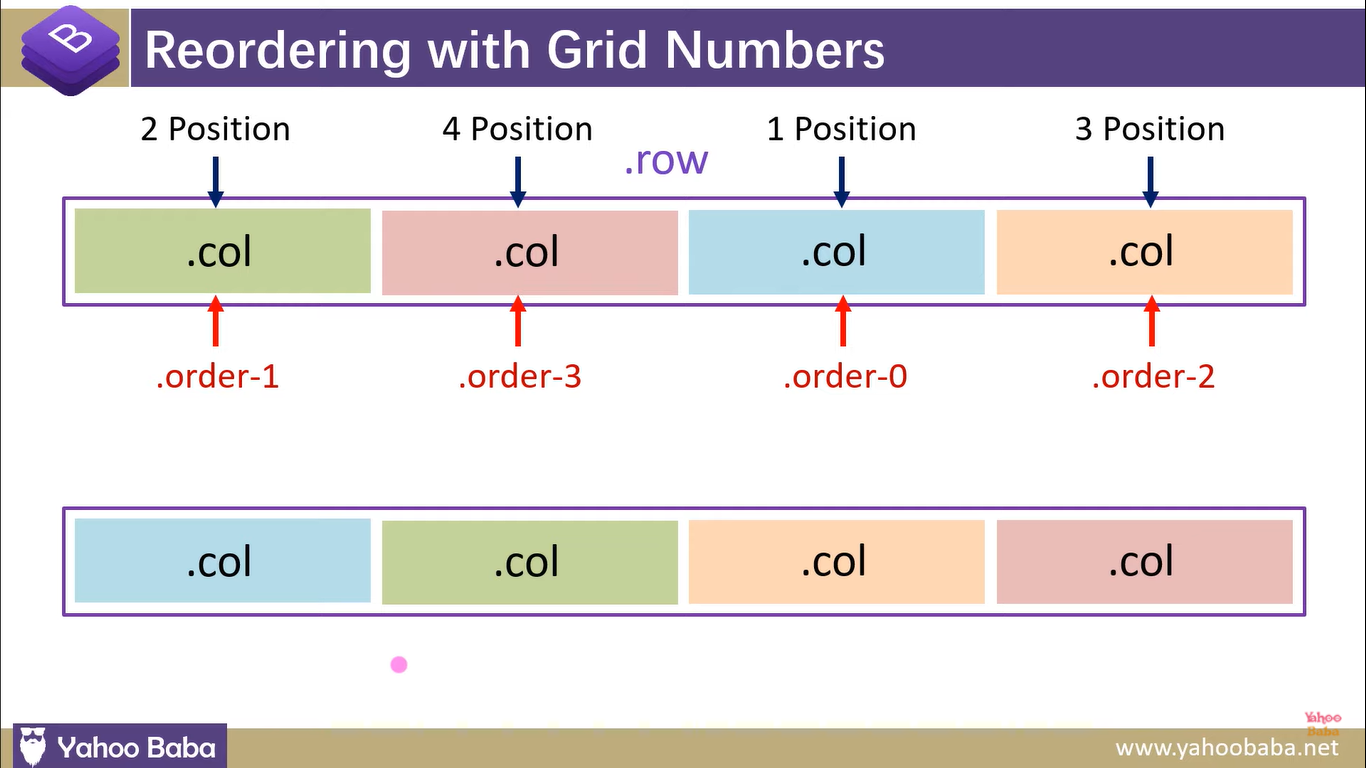 B
Reordering with Grid Numbers
2 Position
4 Position
1 Position
3 Position
.row
.col
.col
.col
.col
.order-1
.order-3
.order-0
.order-2
.col
.col
.col
.col
Yahoo
Baba
Yahoo Baba
www.yahoobaba.net